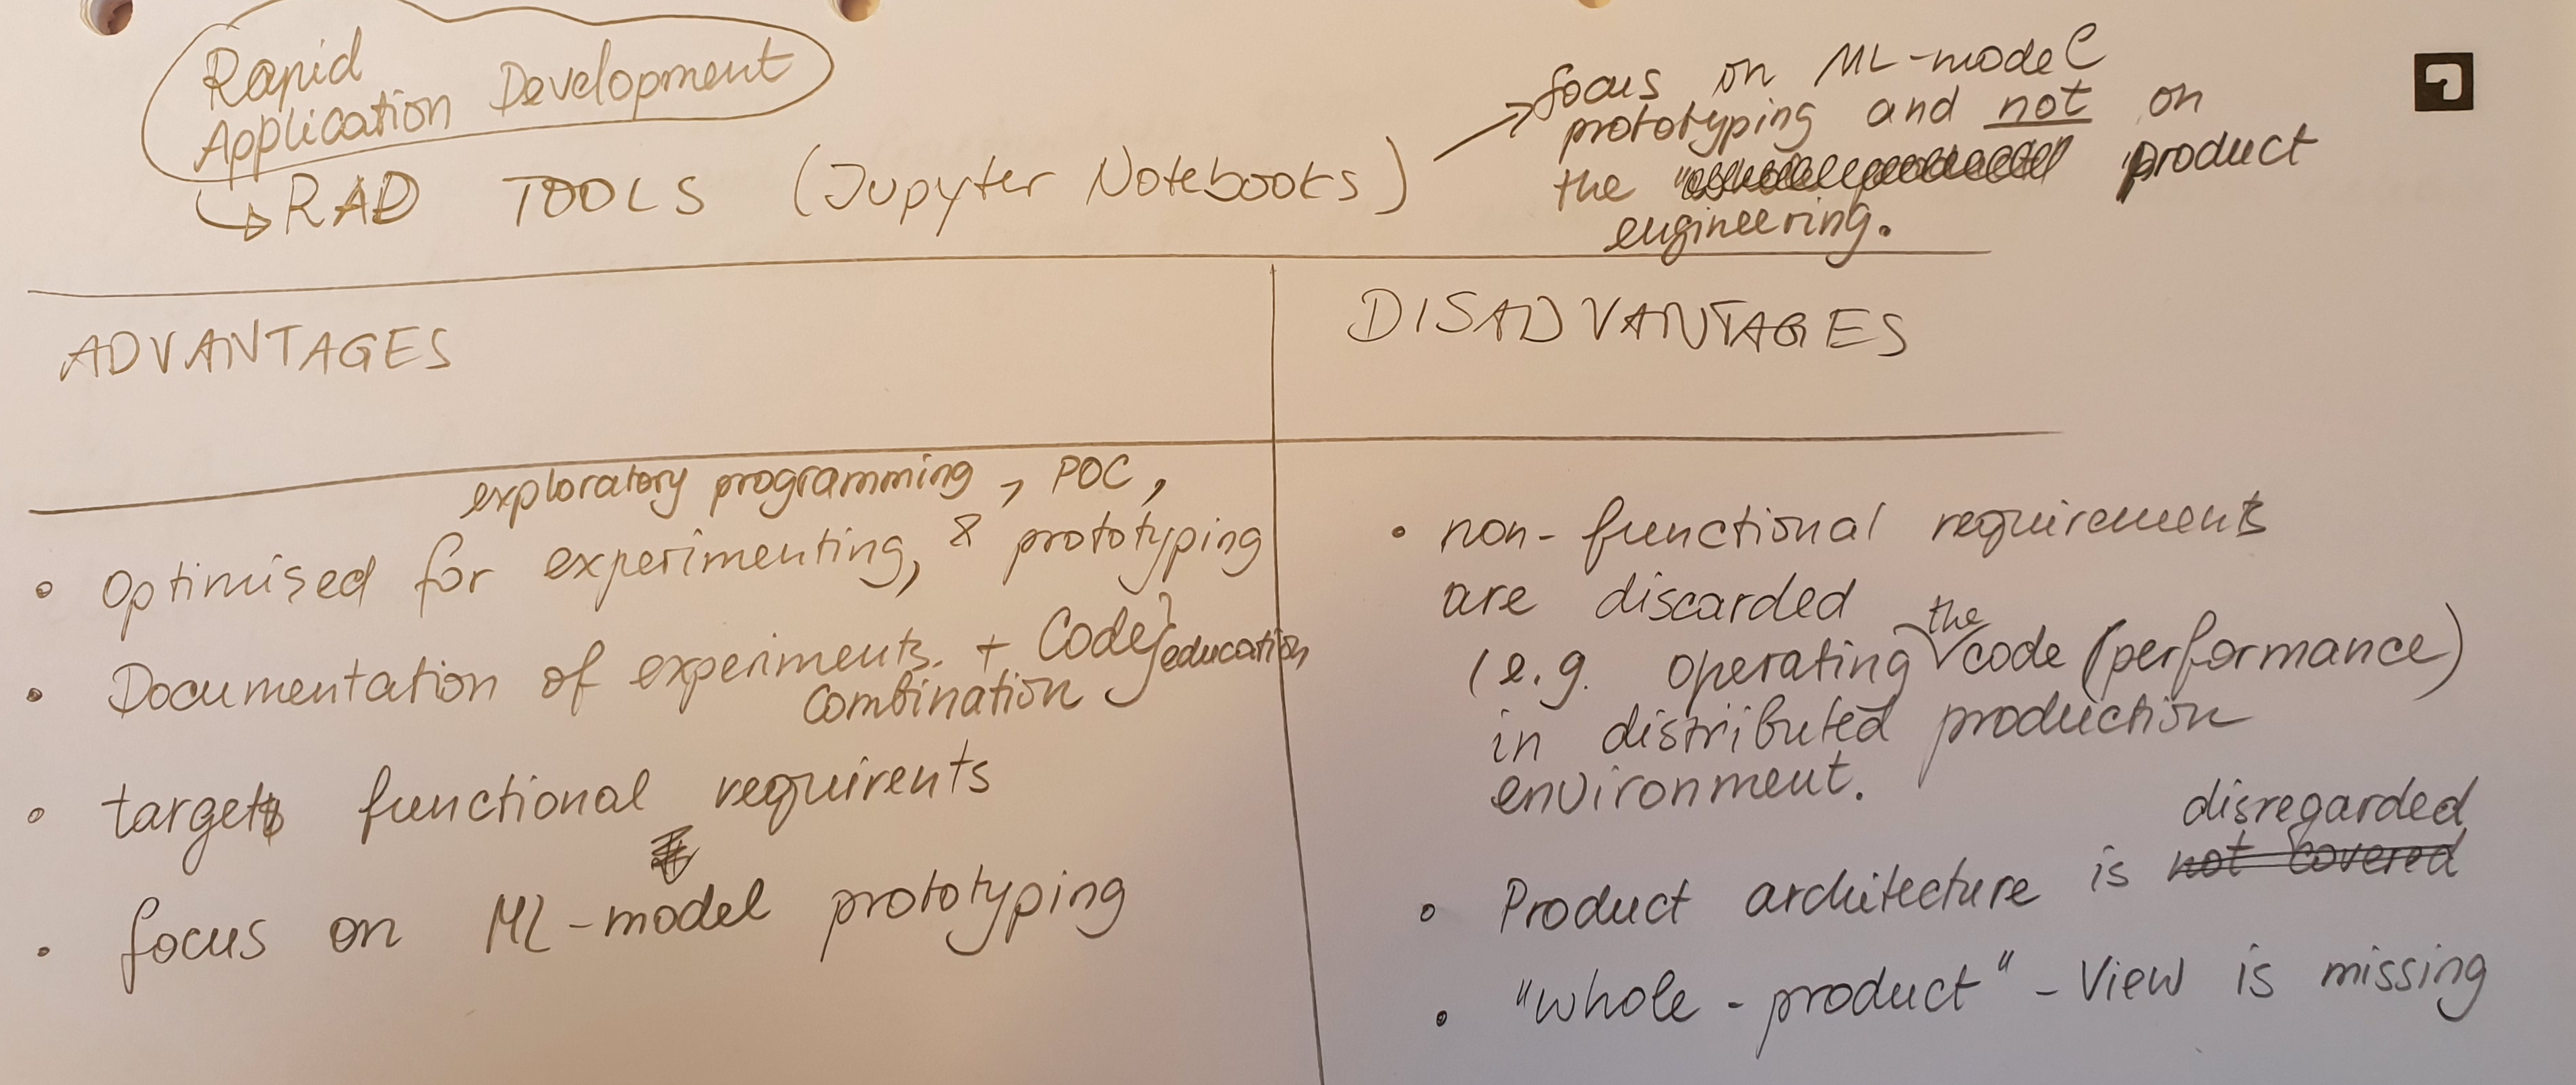 Rapid
Application Development
RAD TOOLS (Jupyter Notebooks)
focus on ML-model
prototyping and not on
the product
engineering.
ADVANTAGES
DISADVANTAGES
exploratory programming, POC,
• Optimised for experimenting, & prototyping
• Documentation of experiments. + Code} education
combination
• targets functional requirents
• focus on ML-model prototyping
• non-functional requirements
are discarded
(e.g. operating the code (performance)
in distributed production
environment.
disregarded
• Product architecture is not covered
• "whole-product"-View is missing